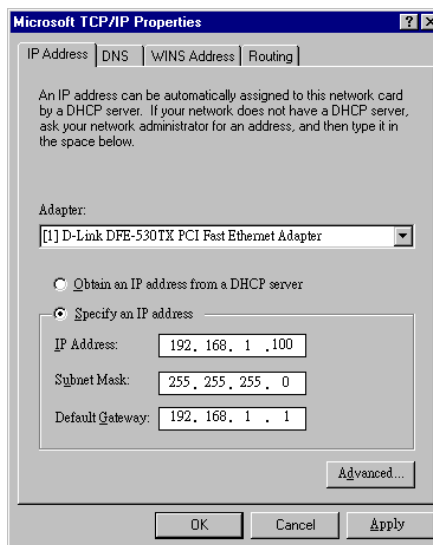 Microsoft TCP/IP Properties
IP Address DNS WINS Address Routing
An IP address can be automatically assigned to this network card
by a DHCP server. If your network does not have a DHCP server,
ask your network administrator for an address, and then type it in
the space below.
Adapter:
[1] D-Link DFE-530TX PCI Fast Ethernet Adapter
Obtain an IP address from a DHCP server
Specify an IP address
IP Address: 192.168.1.100
Subnet Mask: 255.255.255.0
Default Gateway: 192.168.1.1
Advanced...
OK Cancel Apply